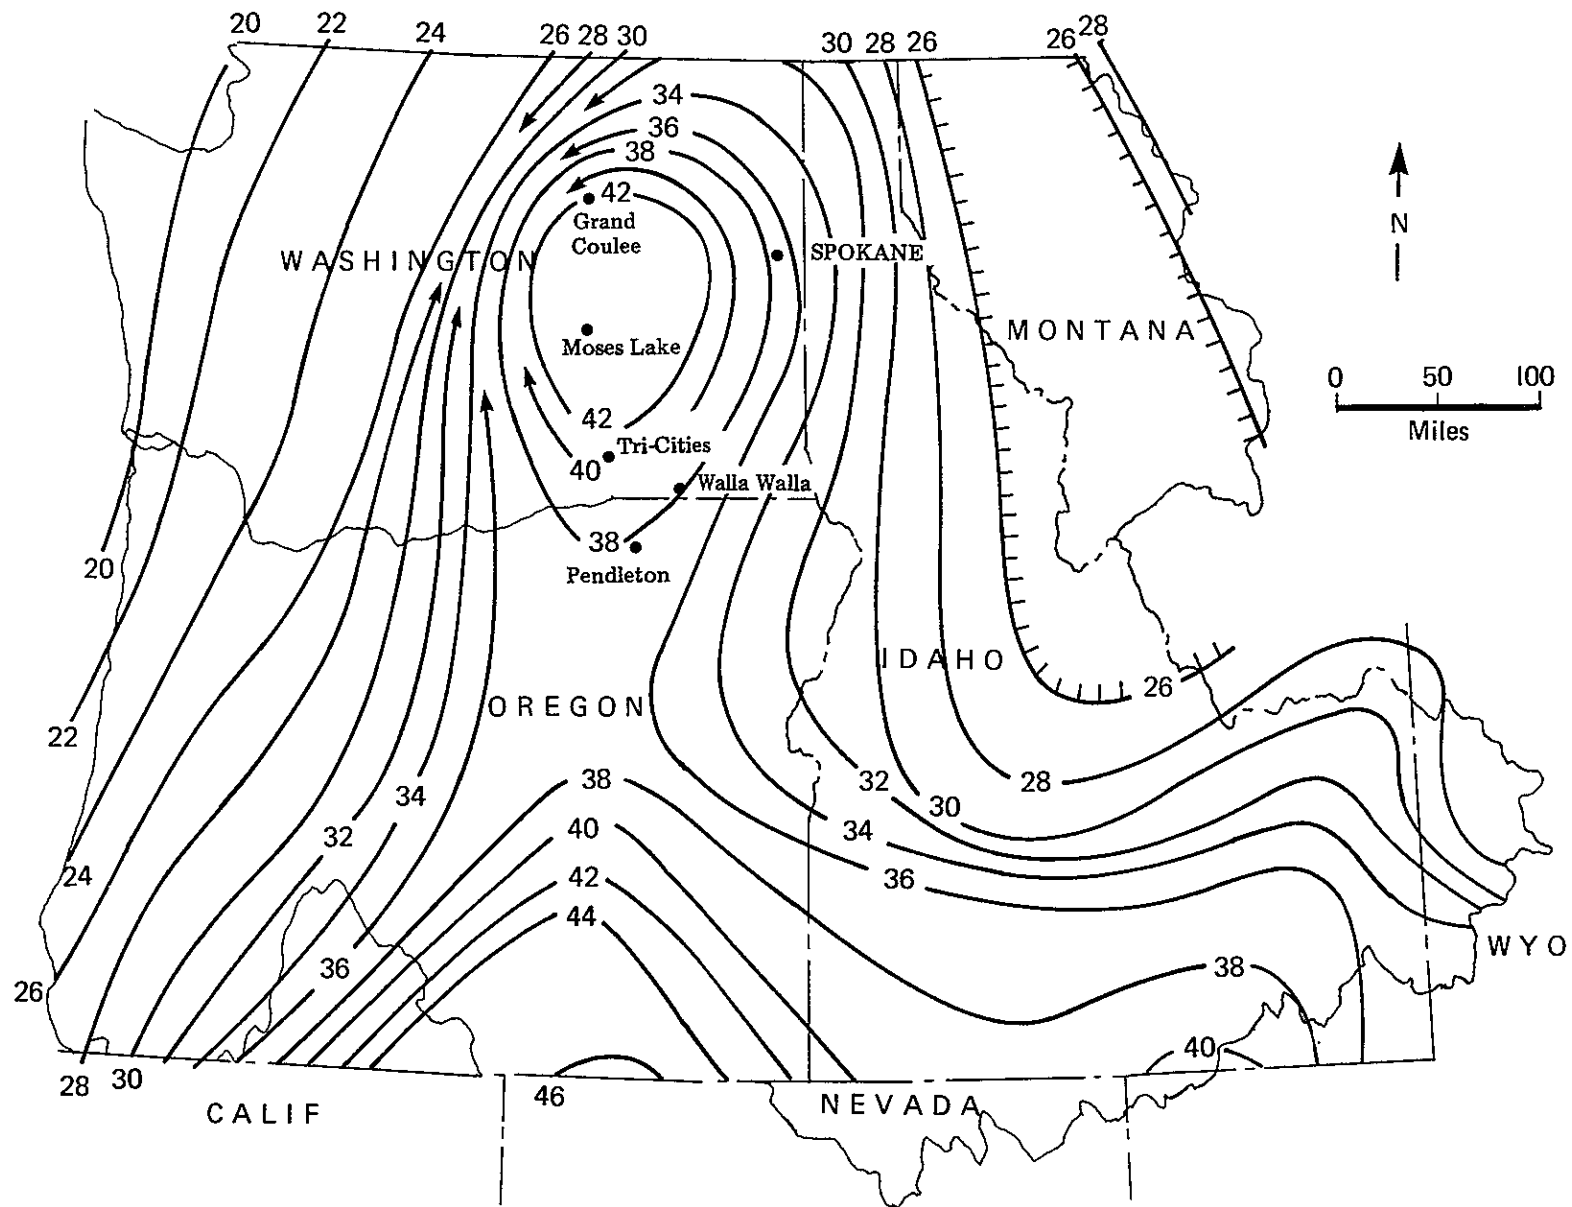 20 22 24 26 28 30 30 28 26 26 28
34
36
38
42
Grand
Coulee
WASHINGTON
SPOKANE
N
MONTANA
Moses Lake
0 50 100
Miles
42
Tri-Cities
40
Walla Walla
38
20
Pendleton
IDAHO
26
OREGON
22
38 32 28
34 30
32 40 34
24 42 36
44
36 38 WYO
26
40
28 30
46
CALIF NEVADA